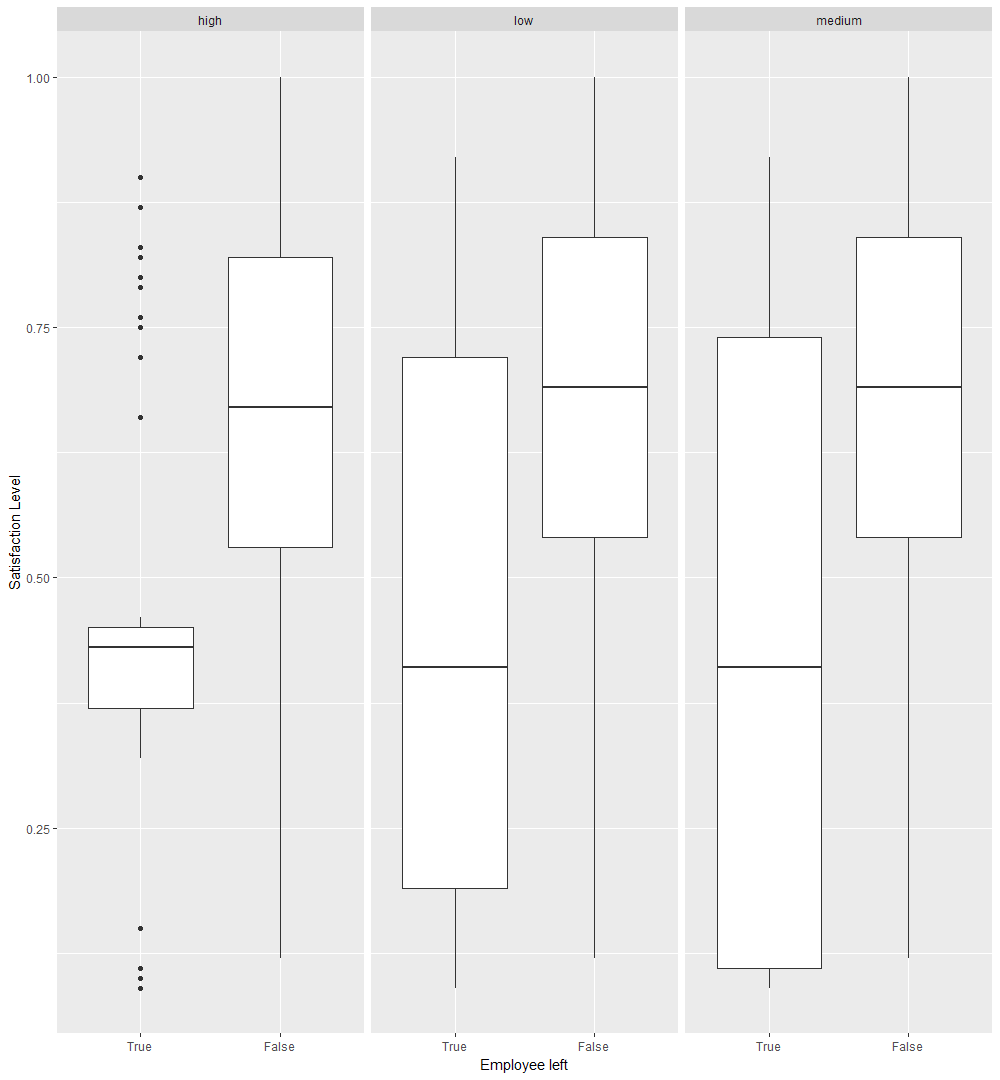 high low medium
1.00
0.75
0.50
0.25
Satisfaction Level
True False True False True False
Employee left